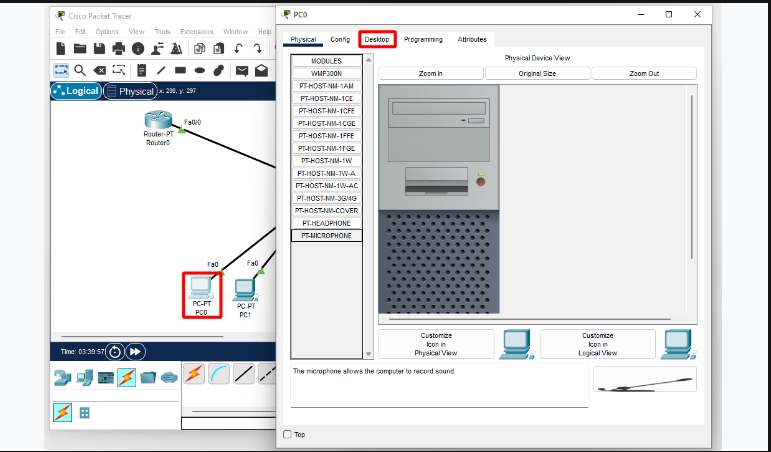 Cisco Packet Tracer
File Edit Options View Tools Extensions Window Help
Logical Physical x: 230, y: 297
Fa0/0
Router-PT
Router0
Fa0 Fa0
PC-PT
PC0
PC-PT
PC1
Time: 03:39:57
PC0
Physical Config Desktop Programming Attributes
MODULES
WMP300N
PT-HOST-NM-1AM
PT-HOST-NM-1CE
PT-HOST-NM-1CFE
PT-HOST-NM-1CGE
PT-HOST-NM-1FFE
PT-HOST-NM-1FGE
PT-HOST-NM-1W
PT-HOST-NM-1W-A
PT-HOST-NM-1W-AC
PT-HOST-NM-3G/4G
PT-HOST-NM-COVER
PT-HEADPHONE
PT-MICROPHONE
Physical Device View
Zoom In Original Size Zoom Out
Customize
Icon in
Physical View
Customize
Icon in
Logical View
The microphone allows the computer to record sound.
Top